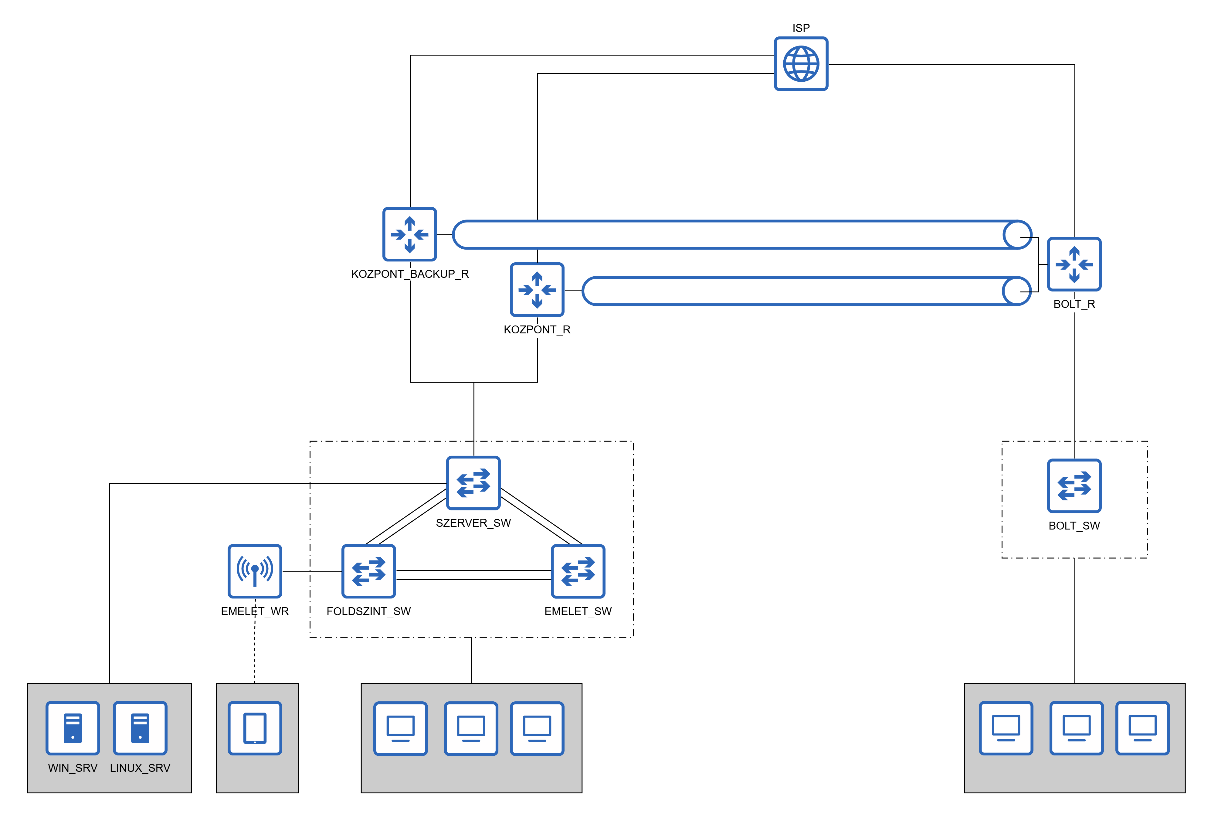 ISP
KOZPONT_BACKUP_R
KOZPONT_R
BOLT_R
SZERVER_SW
BOLT_SW
EMELET_WR
FOLDSZINT_SW
EMELET_SW
WIN_SRV
LINUX_SRV